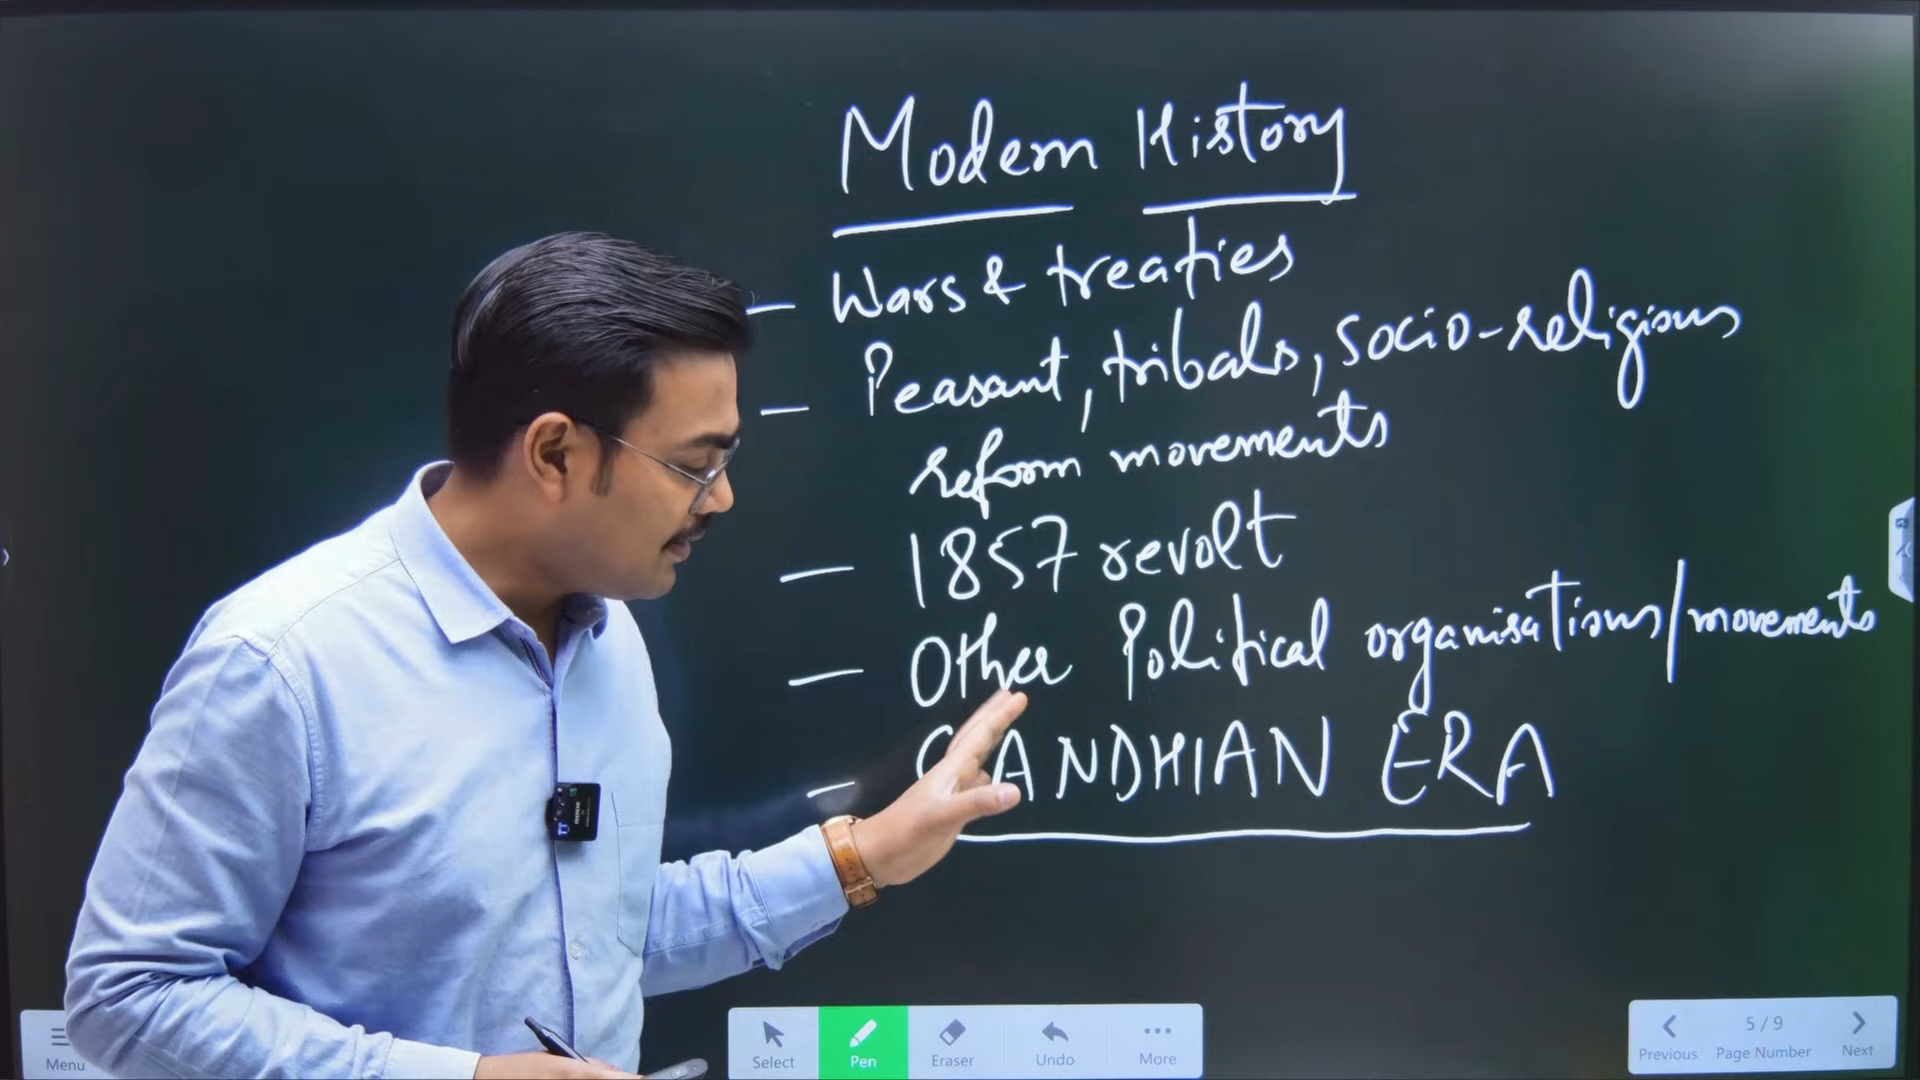 Modern History
- Wars & treaties
- Peasant, tribals, socio-religious
reform movements
- 1857 revolt
- Other Political organisations/movements
- GANDHIAN ERA
Menu
Select
Pen
Eraser
Undo
More
Previous
5/9
Page Number
Next